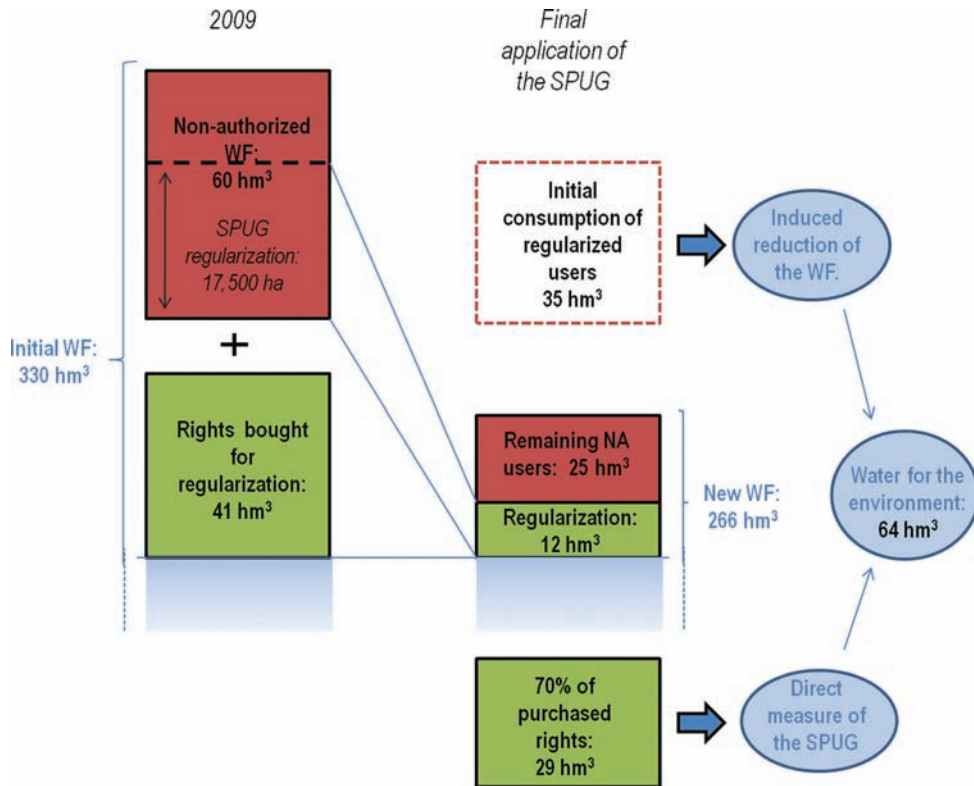 2009
Final
application of
the SPUG
Non-authorized
WF:
60 hm³
SPUG
regularization:
17,500 ha
Initial
consumption of
regularized
users
35 hm³
Induced
reduction of
the WF.
+
Initial WF:
330 hm³
Rights bought
for
regularization:
41 hm³
Remaining NA
users: 25 hm³
Regularization:
12 hm³
New WF:
266 hm³
Water for the
environment:
64 hm³
70% of
purchased
rights:
29 hm³
Direct
measure of
the SPUG